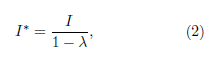 I* = I / (1 − λ), (2)